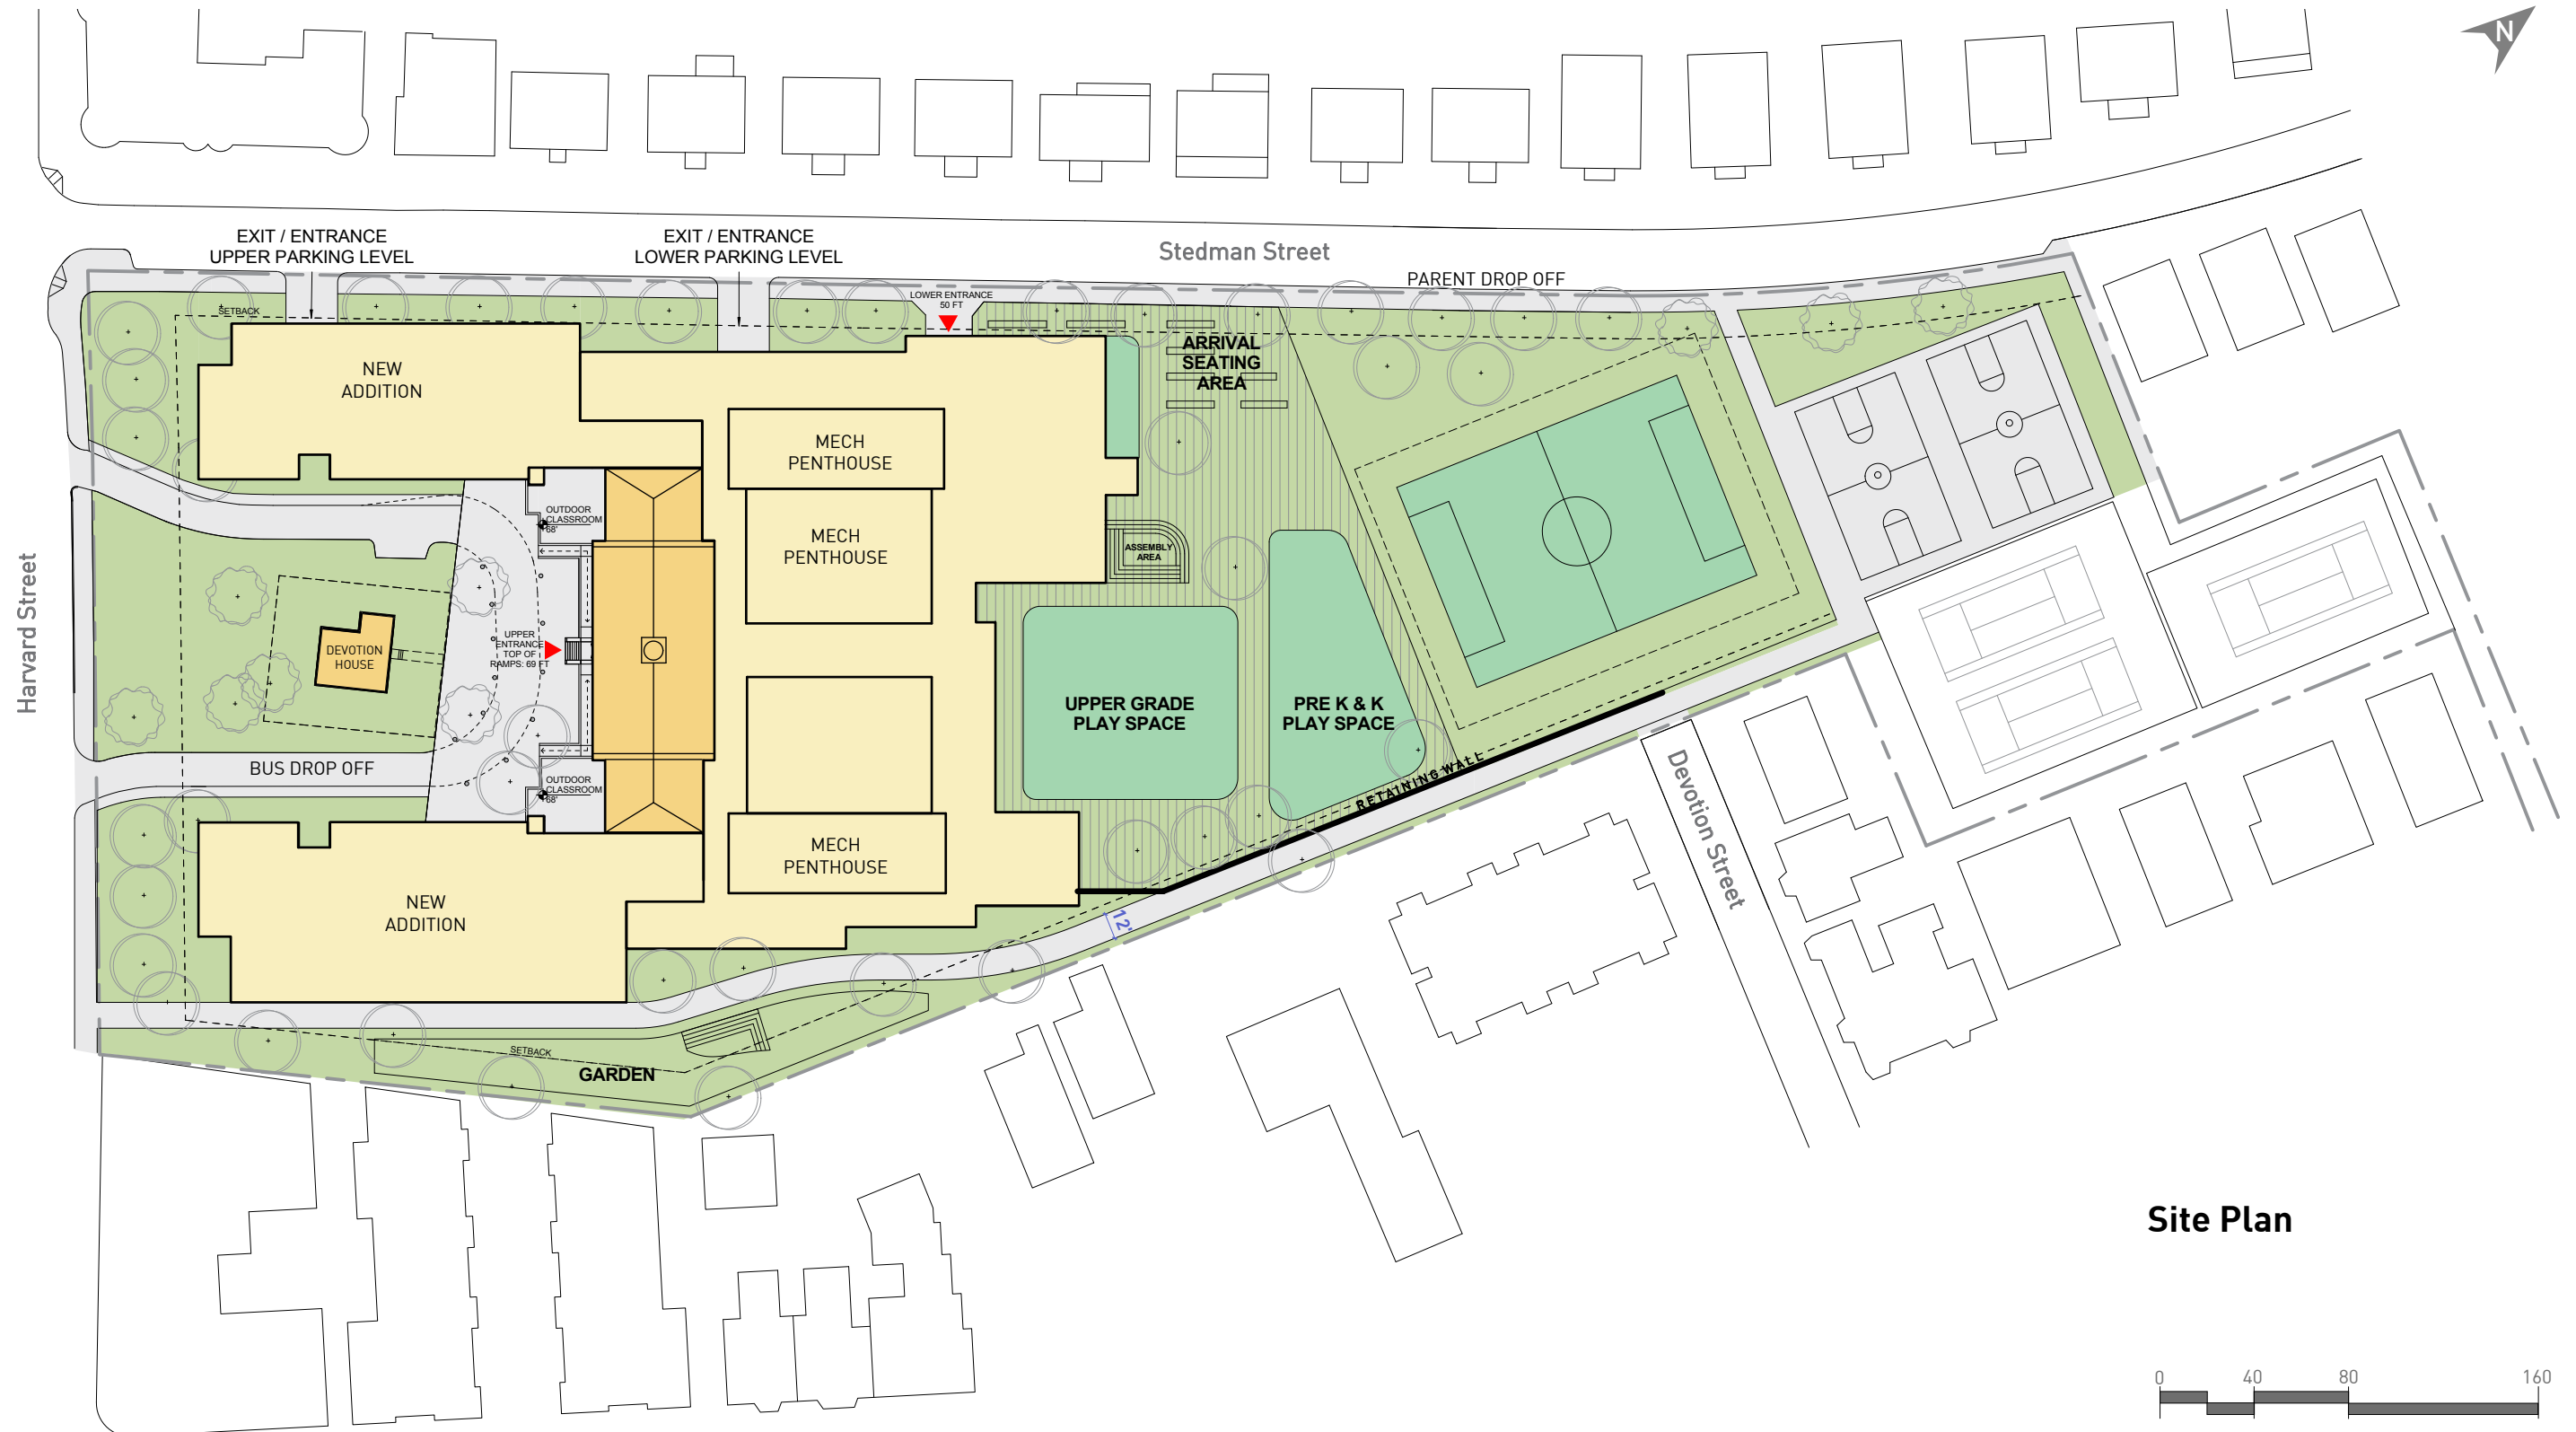 N
EXIT / ENTRANCE
UPPER PARKING LEVEL
EXIT / ENTRANCE
LOWER PARKING LEVEL
Stedman Street
PARENT DROP OFF
LOWER ENTRANCE
50 FT
SETBACK
NEW
ADDITION
ARRIVAL
SEATING
AREA
MECH
PENTHOUSE
MECH
PENTHOUSE
OUTDOOR
CLASSROOM
68'
ASSEMBLY
AREA
Harvard Street
DEVOTION
HOUSE
UPPER
ENTRANCE
TOP OF
RAMPS: 69 FT
UPPER GRADE
PLAY SPACE
PRE K & K
PLAY SPACE
BUS DROP OFF
OUTDOOR
CLASSROOM
68'
RETAINING WALL
Devotion Street
MECH
PENTHOUSE
NEW
ADDITION
12'
SETBACK
GARDEN
Site Plan
0 40 80 160